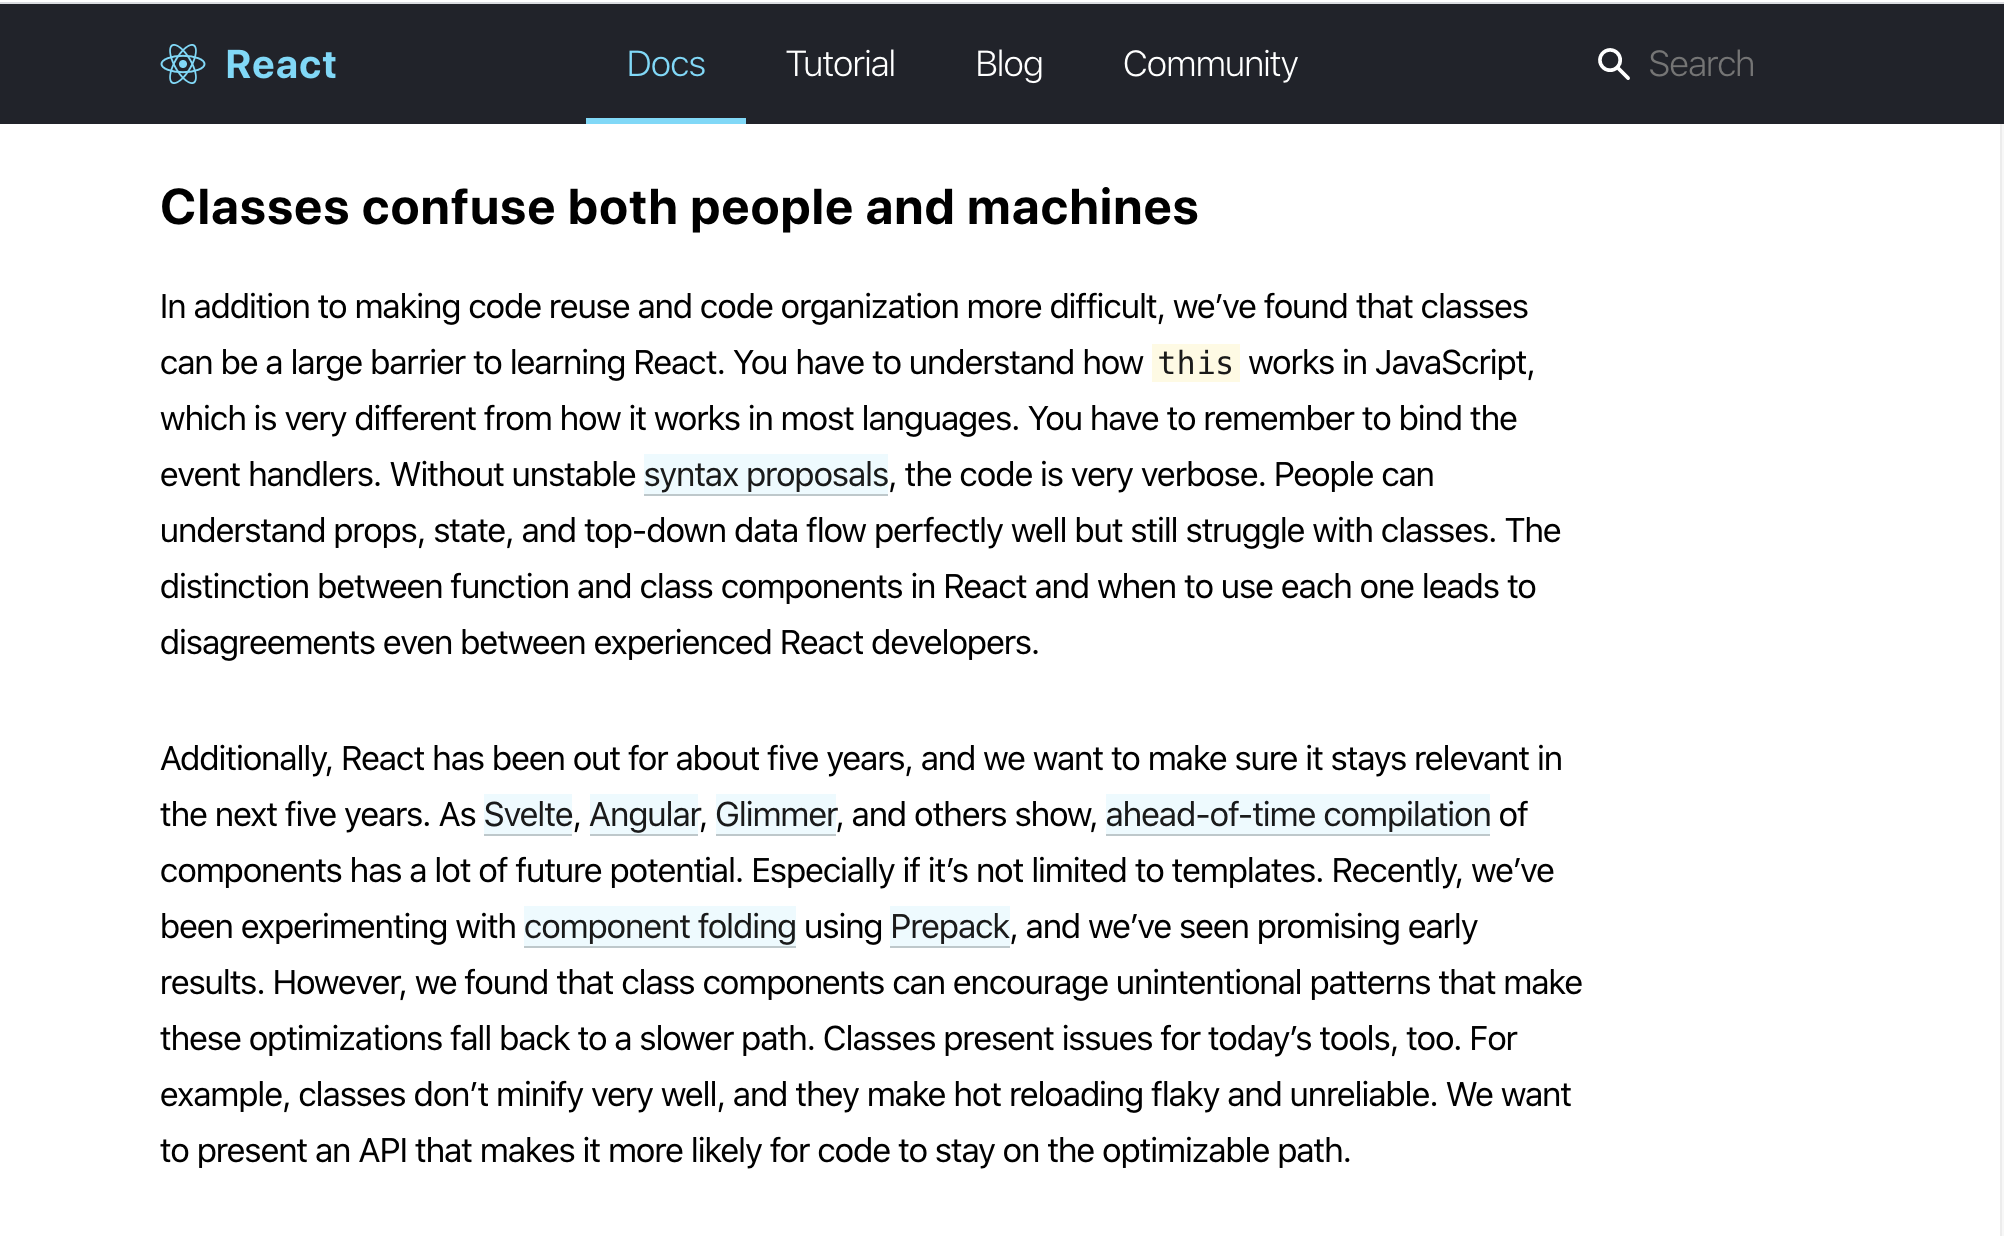 React
Docs
Tutorial
Blog
Community
Search
Classes confuse both people and machines
In addition to making code reuse and code organization more difficult, we’ve found that classes
can be a large barrier to learning React. You have to understand how this works in JavaScript,
which is very different from how it works in most languages. You have to remember to bind the
event handlers. Without unstable syntax proposals, the code is very verbose. People can
understand props, state, and top-down data flow perfectly well but still struggle with classes. The
distinction between function and class components in React and when to use each one leads to
disagreements even between experienced React developers.
Additionally, React has been out for about five years, and we want to make sure it stays relevant in
the next five years. As Svelte, Angular, Glimmer, and others show, ahead-of-time compilation of
components has a lot of future potential. Especially if it’s not limited to templates. Recently, we’ve
been experimenting with component folding using Prepack, and we’ve seen promising early
results. However, we found that class components can encourage unintentional patterns that make
these optimizations fall back to a slower path. Classes present issues for today’s tools, too. For
example, classes don’t minify very well, and they make hot reloading flaky and unreliable. We want
to present an API that makes it more likely for code to stay on the optimizable path.